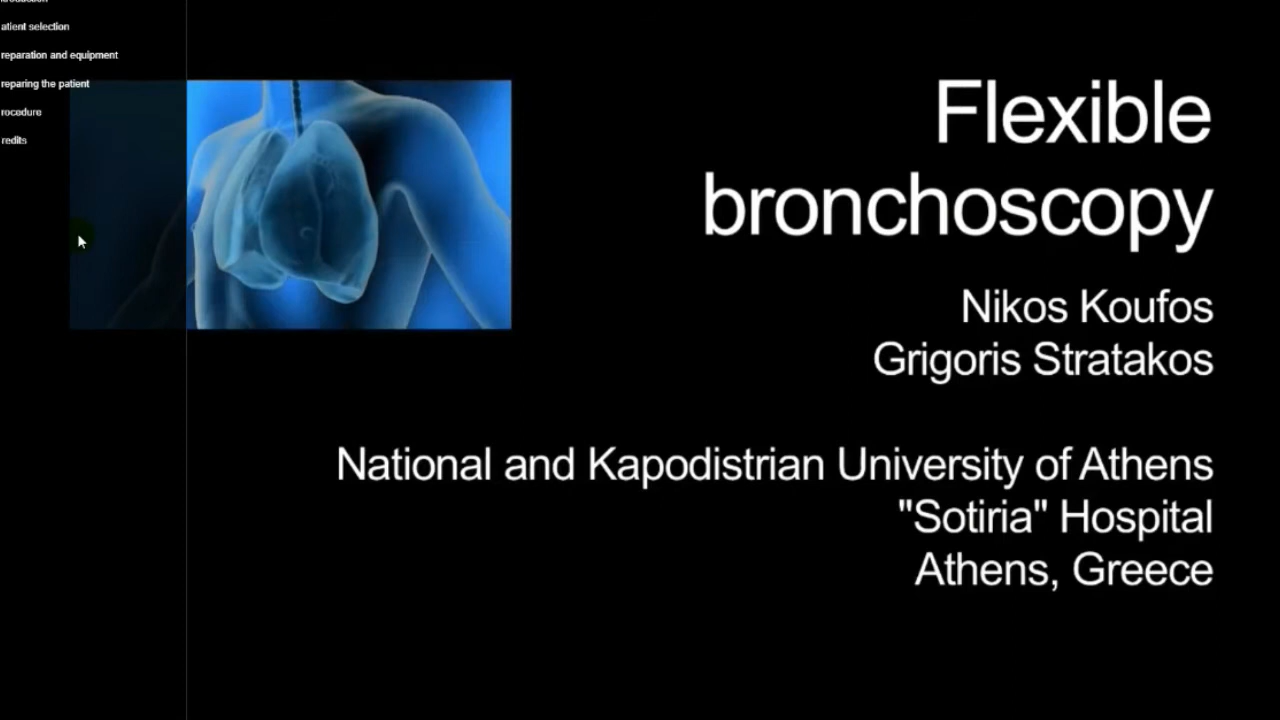 atient selection
reparation and equipment
reparing the patient
rocedure
redits
Flexible
bronchoscopy
Nikos Koufos
Grigoris Stratakos
National and Kapodistrian University of Athens
"Sotiria" Hospital
Athens, Greece